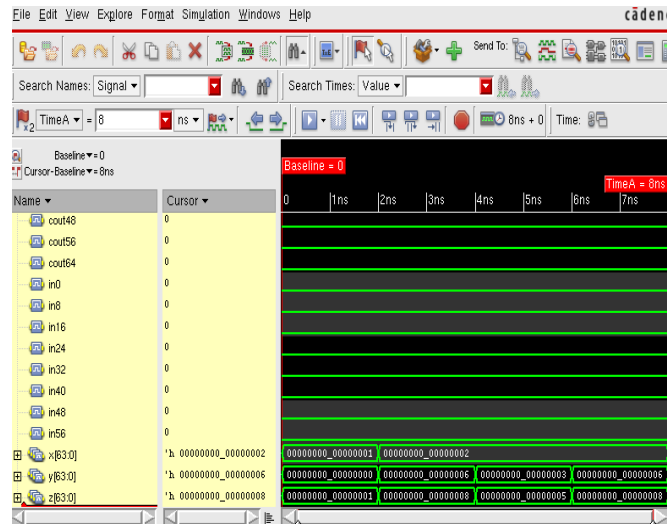 File Edit View Explore Format Simulation Windows Help cādenc
Send To:
Search Names: Signal Search Times: Value
x2 TimeA = 8 ns 8ns + 0 Time:
Baseline = 0
Cursor-Baseline = 8ns
Baseline = 0
TimeA = 8ns
Name Cursor 0 1ns 2ns 3ns 4ns 5ns 6ns 7ns
cout48 0
cout56 0
cout64 0
in0 0
in8 0
in16 0
in24 0
in32 0
in40 0
in48 0
in56 0
x[63:0] 'h 00000000_00000002 00000000_00000001 00000000_00000002
y[63:0] 'h 00000000_00000006 00000000_00000000 00000000_00000006 00000000_00000003 00000000_00000006
z[63:0] 'h 00000000_00000008 00000000_00000001 00000000_00000008 00000000_00000005 00000000_00000008